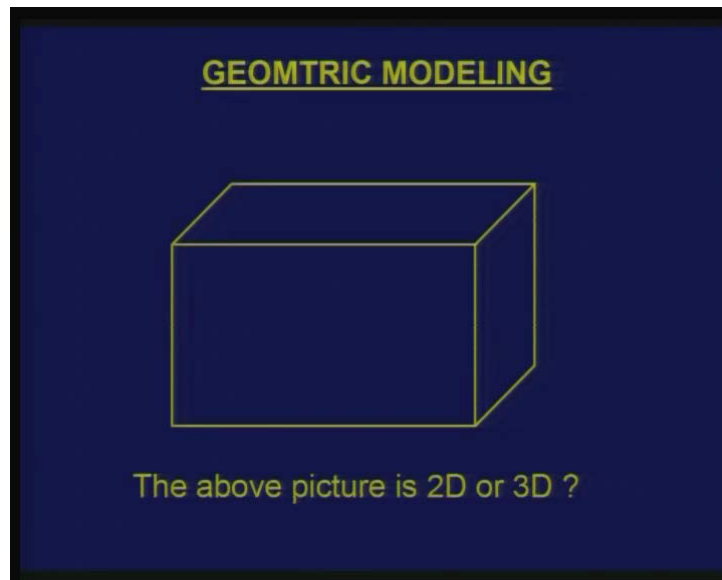 GEOMTRIC MODELING
The above picture is 2D or 3D ?